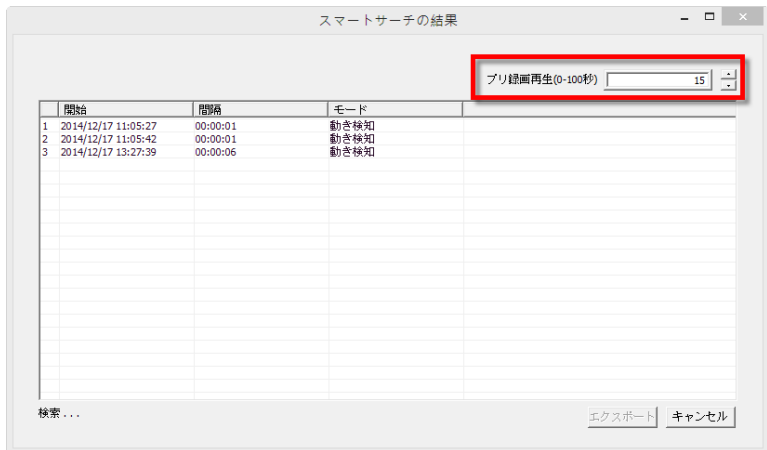 スマートサーチの結果
プリ録画再生(0-100秒) 15
開始 間隔 モード
1 2014/12/17 11:05:27 00:00:01 動き検知
2 2014/12/17 11:05:42 00:00:01 動き検知
3 2014/12/17 13:27:39 00:00:06 動き検知
検索 . . . エクスポート キャンセル